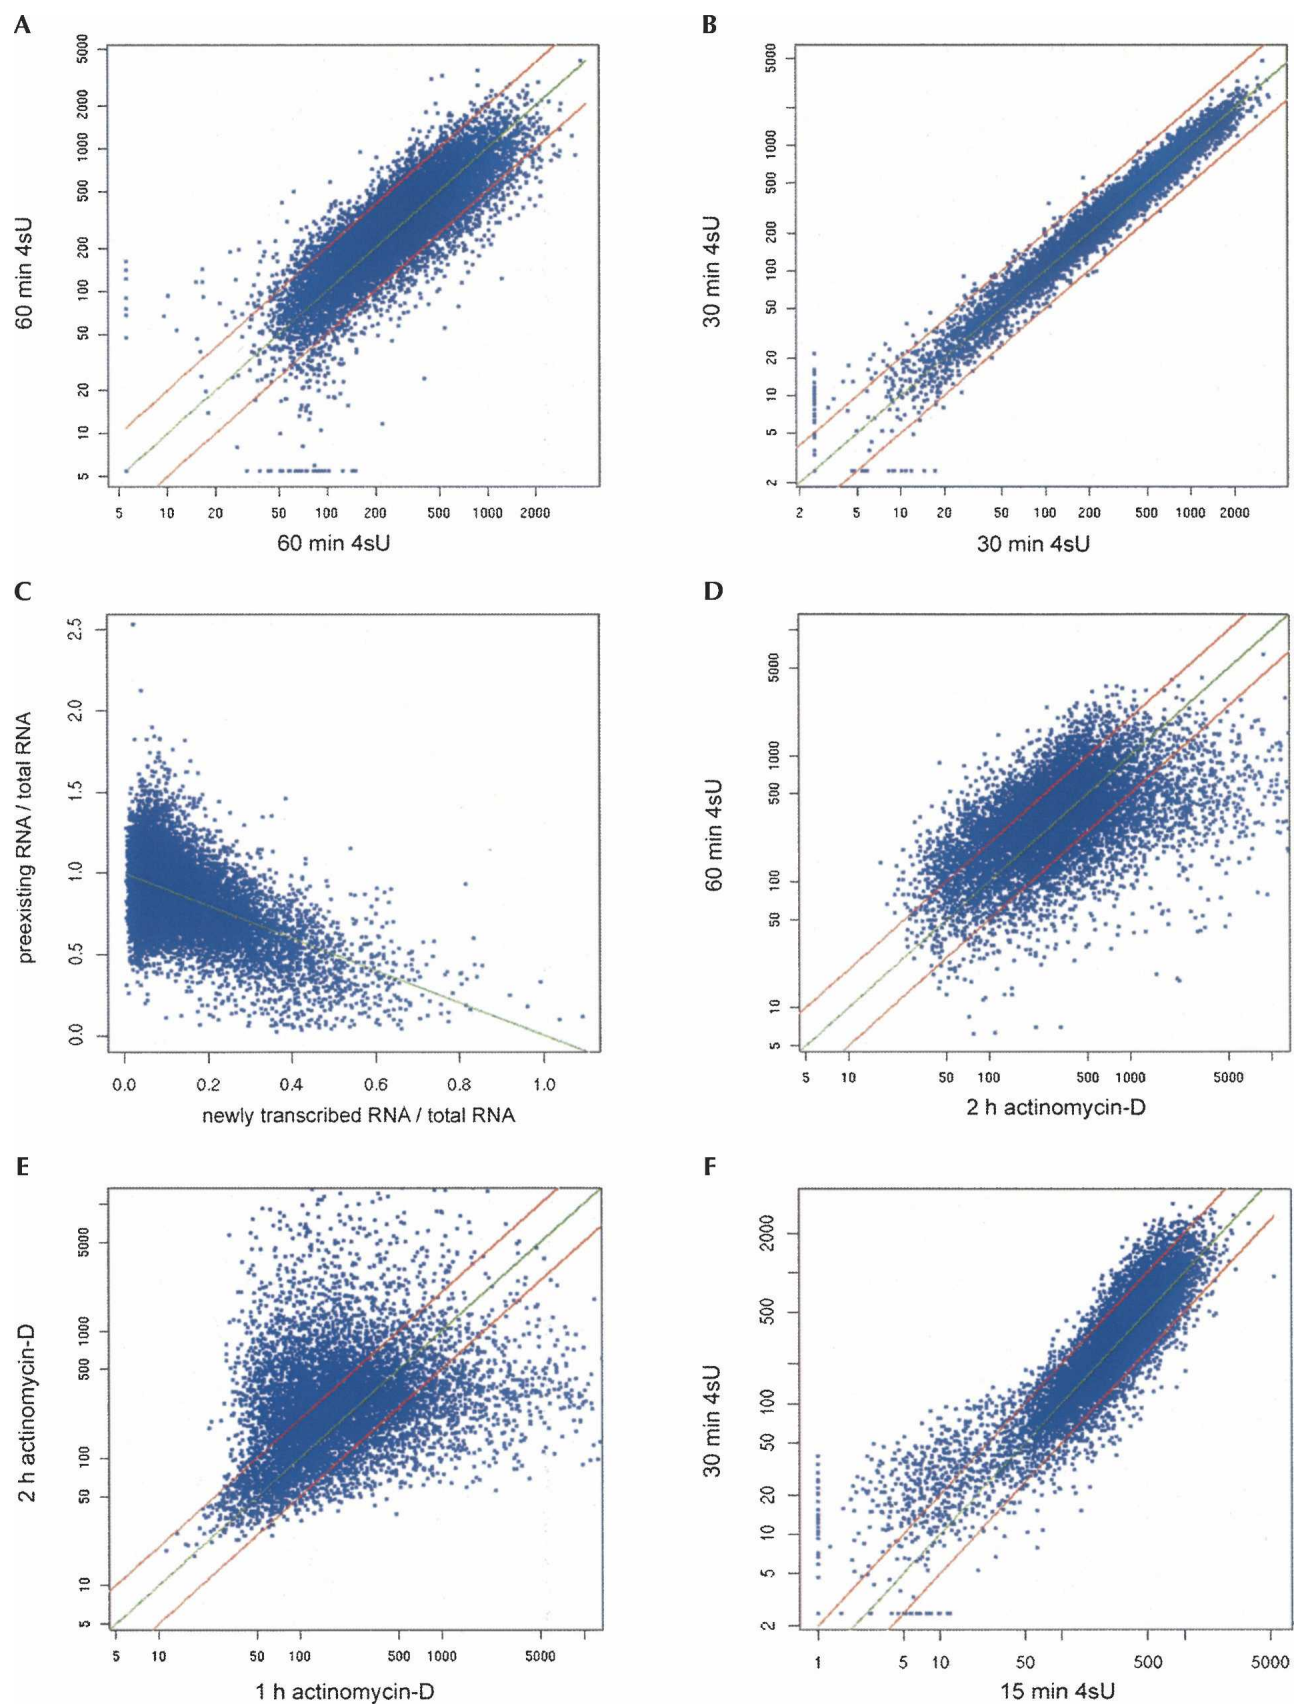 A
60 min 4sU
5000
2000
1000
500
200
100
50
20
10
5
5 10 20 50 100 200 500 1000 2000
60 min 4sU
B
30 min 4sU
5000
1000
500
200
100
50
20
10
5
2
2 5 10 20 50 100 200 500 1000 2000
30 min 4sU
C
preexisting RNA / total RNA
2.5
2.0
1.5
1.0
0.5
0.0
0.0 0.2 0.4 0.6 0.8 1.0
newly transcribed RNA / total RNA
D
60 min 4sU
5000
1000
500
100
50
10
5
5 10 50 100 500 1000 5000
2 h actinomycin-D
E
2 h actinomycin-D
5000
1000
500
100
50
10
5
5 10 50 100 500 1000 5000
1 h actinomycin-D
F
30 min 4sU
2000
500
100
50
20
10
5
2
1 5 10 50 500 5000
15 min 4sU